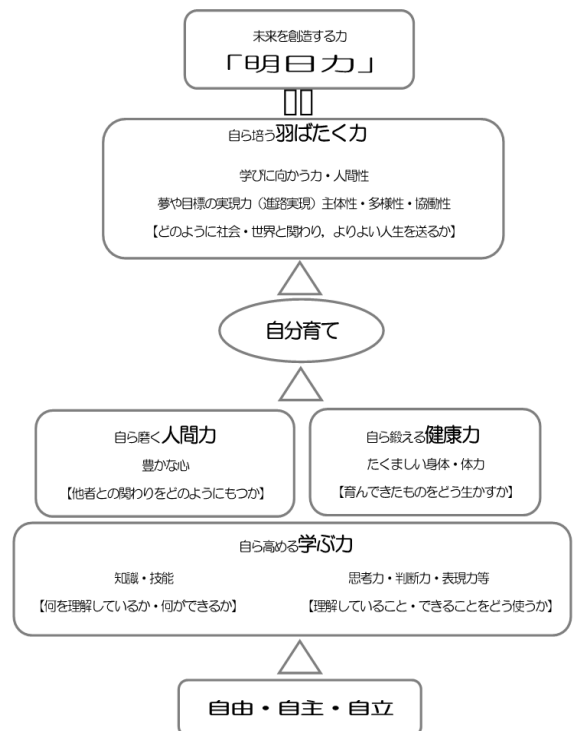 未来を創造する力
「明日力」
自ら培う羽ばたく力
学びに向かう力・人間性
夢や目標の実現力（進路実現）主体性・多様性・協働性
【どのように社会・世界と関わり，よりよい人生を送るか】
自分育て
自ら磨く人間力
豊かな心
【他者との関わりをどのようにもつか】
自ら鍛える健康力
たくましい身体・体力
【育んできたものをどう生かすか】
自ら高める学ぶ力
知識・技能
【何を理解しているか・何ができるか】
思考力・判断力・表現力等
【理解していること・できることをどう使うか】
自由・自主・自立